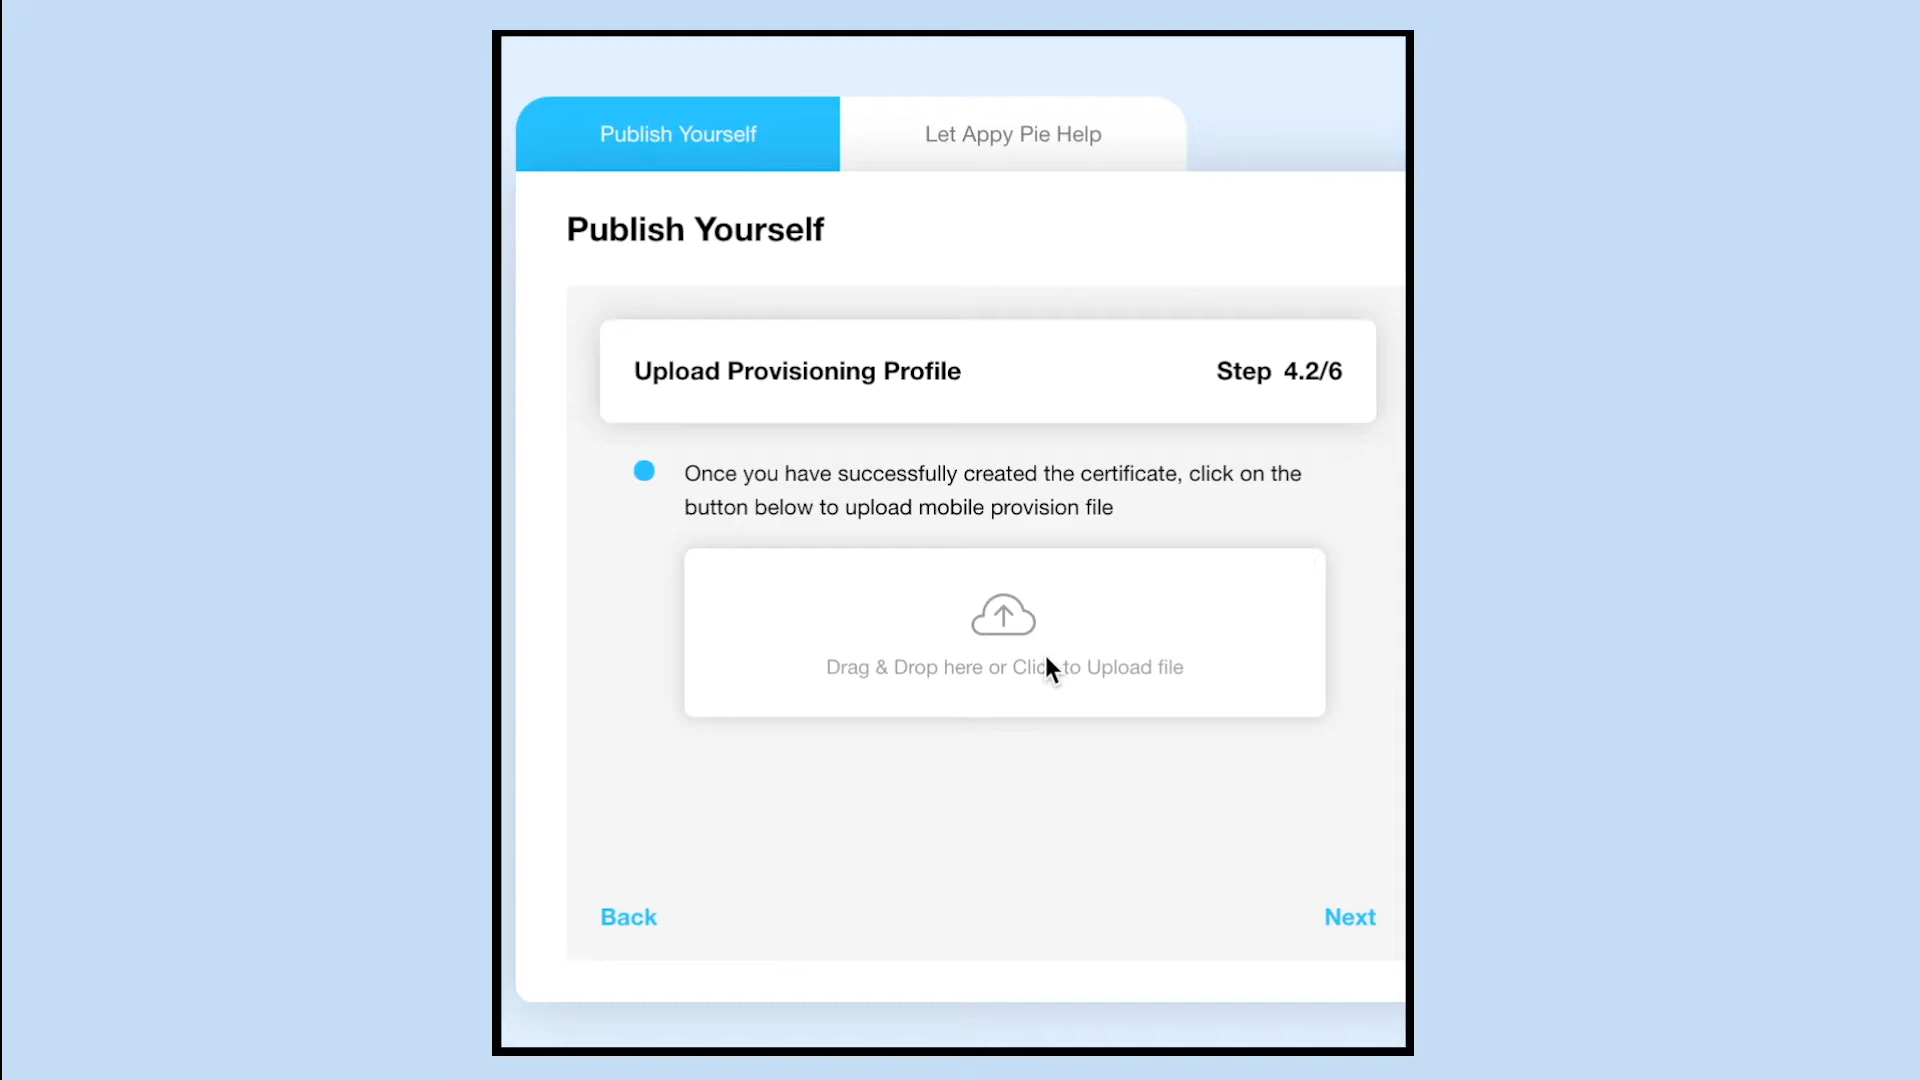 Publish Yourself
Let Appy Pie Help
Publish Yourself
Upload Provisioning Profile
Step 4.2/6
Once you have successfully created the certificate, click on the
button below to upload mobile provision file
Drag & Drop here or Click to Upload file
Back
Next